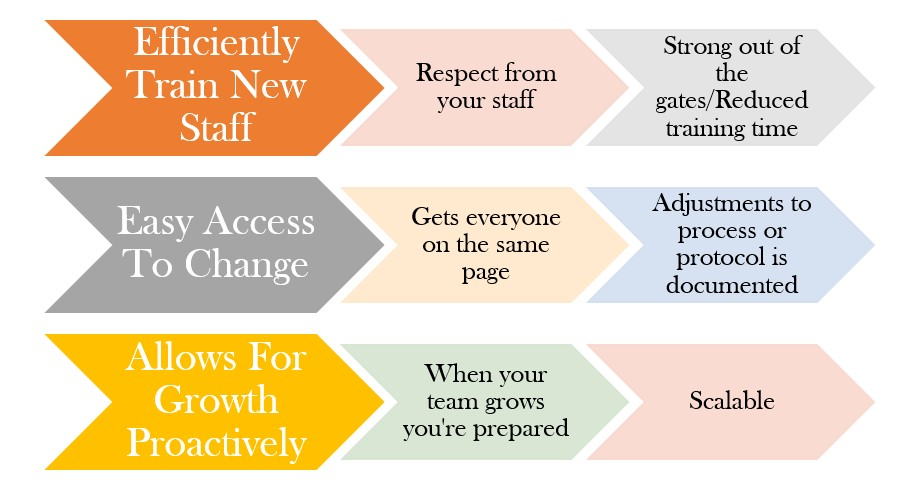 Efficiently
Train New
Staff
Respect from
your staff
Strong out of
the
gates/Reduced
training time
Easy Access
To Change
Gets everyone
on the same
page
Adjustments to
process or
protocol is
documented
Allows For
Growth
Proactively
When your
team grows
you're prepared
Scalable